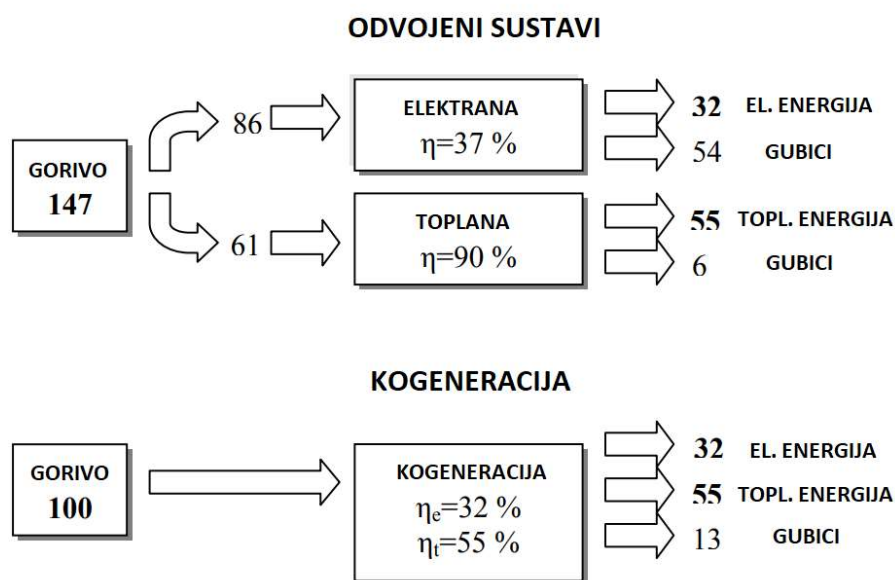 ODVOJENI SUSTAVI
GORIVO
147
86
ELEKTRANA
η=37 %
32 EL. ENERGIJA
54 GUBICI
61
TOPLANA
η=90 %
55 TOPL. ENERGIJA
6 GUBICI
KOGENERACIJA
GORIVO
100
KOGENERACIJA
ηe=32 %
ηt=55 %
32 EL. ENERGIJA
55 TOPL. ENERGIJA
13 GUBICI